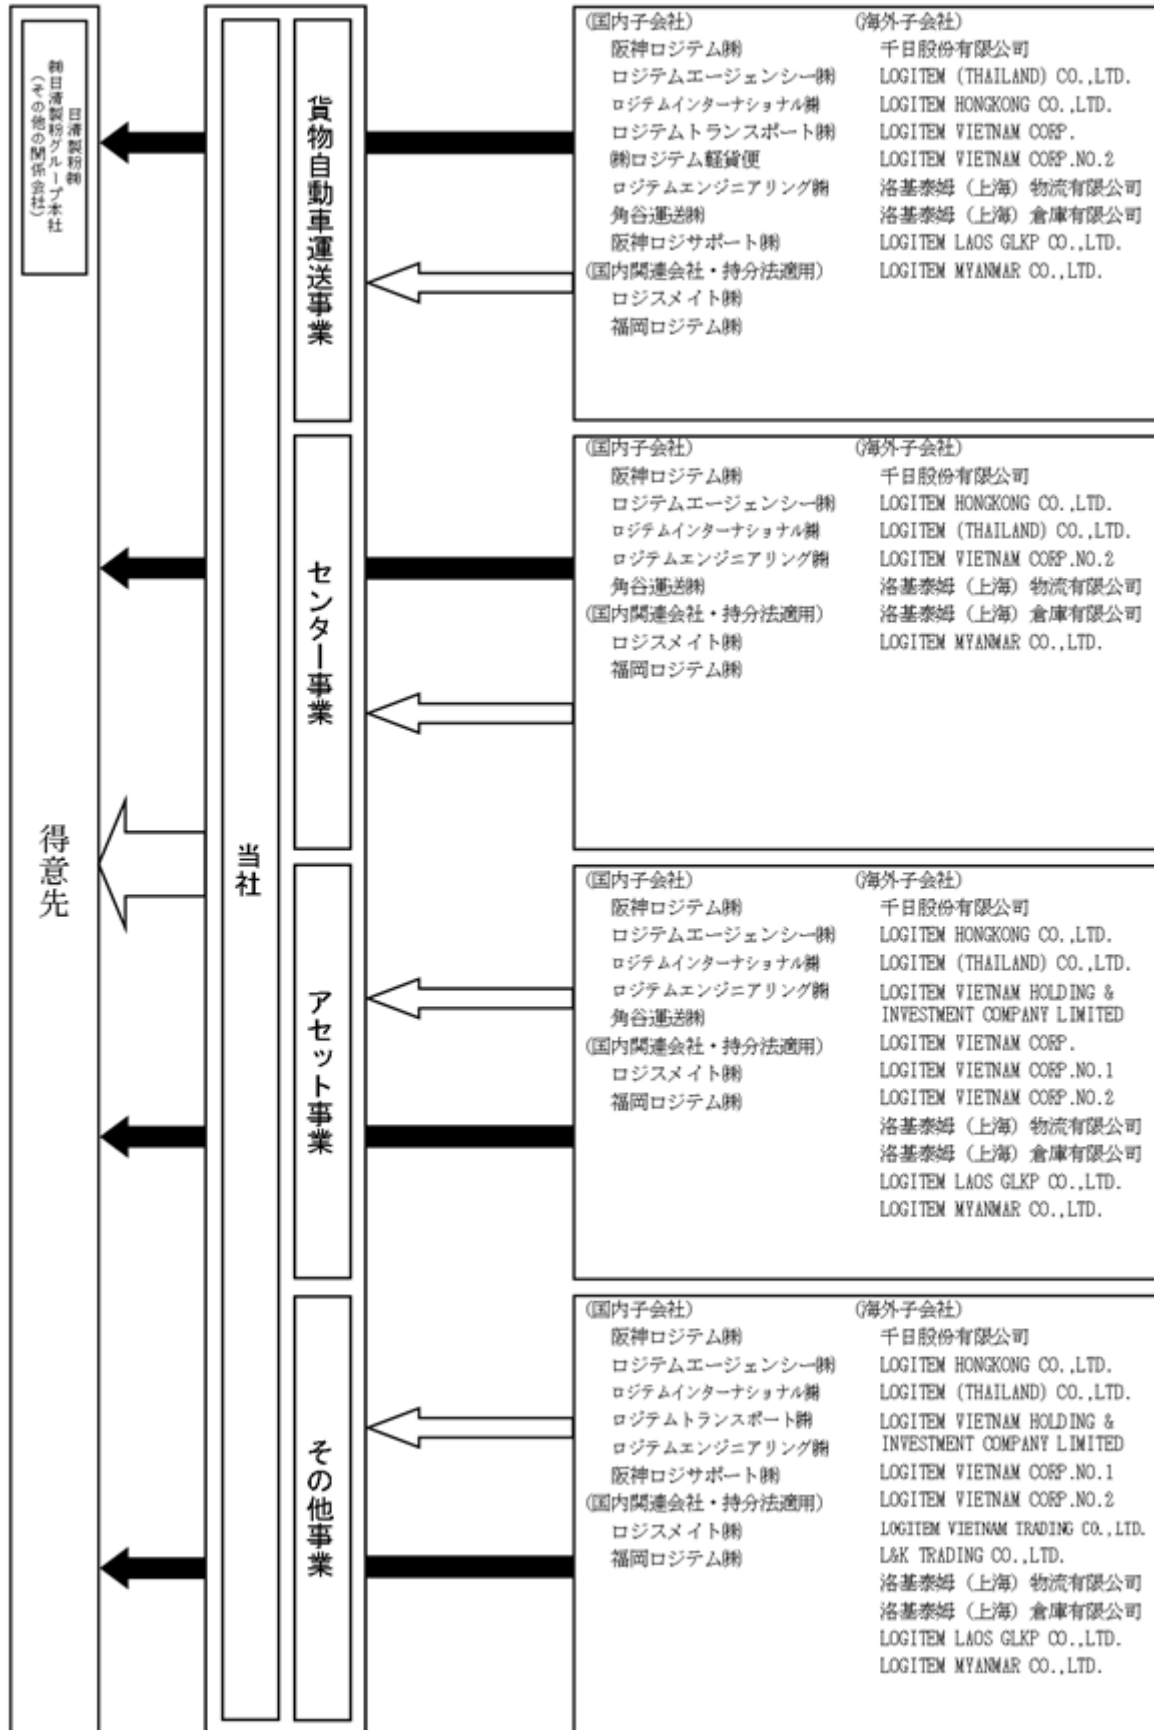 日清製粉㈱
㈱日清製粉グループ本社
(その他の関係会社)
得意先
当社
貨物自動車運送事業
(国内子会社)
阪神ロジテム㈱
ロジテムエージェンシー㈱
ロジテムインターナショナル㈱
ロジテムトランスポート㈱
㈱ロジテム軽貨便
ロジテムエンジニアリング㈱
角谷運送㈱
阪神ロジサポート㈱
(国内関連会社・持分法適用)
ロジスメイト㈱
福岡ロジテム㈱
(海外子会社)
千日股份有限公司
LOGITEM (THAILAND) CO.,LTD.
LOGITEM HONGKONG CO.,LTD.
LOGITEM VIETNAM CORP.
LOGITEM VIETNAM CORP.NO.2
洛基泰姆（上海）物流有限公司
洛基泰姆（上海）倉庫有限公司
LOGITEM LAOS GLKP CO.,LTD.
LOGITEM MYANMAR CO.,LTD.
センター事業
(国内子会社)
阪神ロジテム㈱
ロジテムエージェンシー㈱
ロジテムインターナショナル㈱
ロジテムエンジニアリング㈱
角谷運送㈱
(国内関連会社・持分法適用)
ロジスメイト㈱
福岡ロジテム㈱
(海外子会社)
千日股份有限公司
LOGITEM HONGKONG CO.,LTD.
LOGITEM (THAILAND) CO.,LTD.
LOGITEM VIETNAM CORP.NO.2
洛基泰姆（上海）物流有限公司
洛基泰姆（上海）倉庫有限公司
LOGITEM MYANMAR CO.,LTD.
アセット事業
(国内子会社)
阪神ロジテム㈱
ロジテムエージェンシー㈱
ロジテムインターナショナル㈱
ロジテムエンジニアリング㈱
角谷運送㈱
(国内関連会社・持分法適用)
ロジスメイト㈱
福岡ロジテム㈱
(海外子会社)
千日股份有限公司
LOGITEM HONGKONG CO.,LTD.
LOGITEM (THAILAND) CO.,LTD.
LOGITEM VIETNAM HOLDING &
INVESTMENT COMPANY LIMITED
LOGITEM VIETNAM CORP.
LOGITEM VIETNAM CORP.NO.1
LOGITEM VIETNAM CORP.NO.2
洛基泰姆（上海）物流有限公司
洛基泰姆（上海）倉庫有限公司
LOGITEM LAOS GLKP CO.,LTD.
LOGITEM MYANMAR CO.,LTD.
その他事業
(国内子会社)
阪神ロジテム㈱
ロジテムエージェンシー㈱
ロジテムインターナショナル㈱
ロジテムトランスポート㈱
ロジテムエンジニアリング㈱
阪神ロジサポート㈱
(国内関連会社・持分法適用)
ロジスメイト㈱
福岡ロジテム㈱
(海外子会社)
千日股份有限公司
LOGITEM HONGKONG CO.,LTD.
LOGITEM (THAILAND) CO.,LTD.
LOGITEM VIETNAM HOLDING &
INVESTMENT COMPANY LIMITED
LOGITEM VIETNAM CORP.NO.1
LOGITEM VIETNAM CORP.NO.2
LOGITEM VIETNAM TRADING CO.,LTD.
L&K TRADING CO.,LTD.
洛基泰姆（上海）物流有限公司
洛基泰姆（上海）倉庫有限公司
LOGITEM LAOS GLKP CO.,LTD.
LOGITEM MYANMAR CO.,LTD.